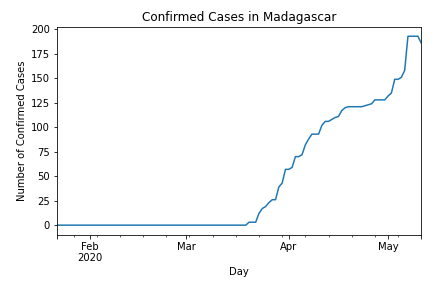 Confirmed Cases in Madagascar
Number of Confirmed Cases
200
175
150
125
100
75
50
25
0
Feb
2020
Mar
Apr
May
Day